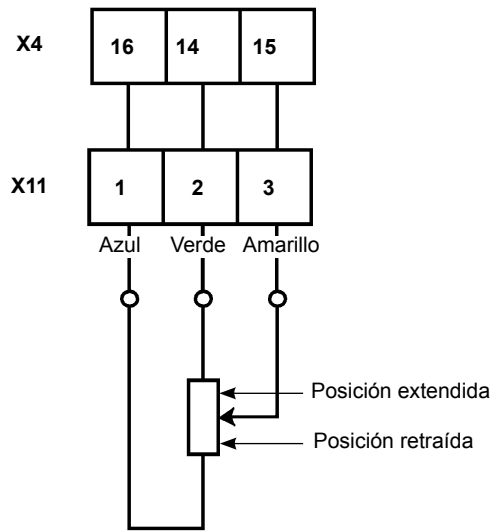 X4 16 14 15
X11 1 2 3
Azul Verde Amarillo
Posición extendida
Posición retraída